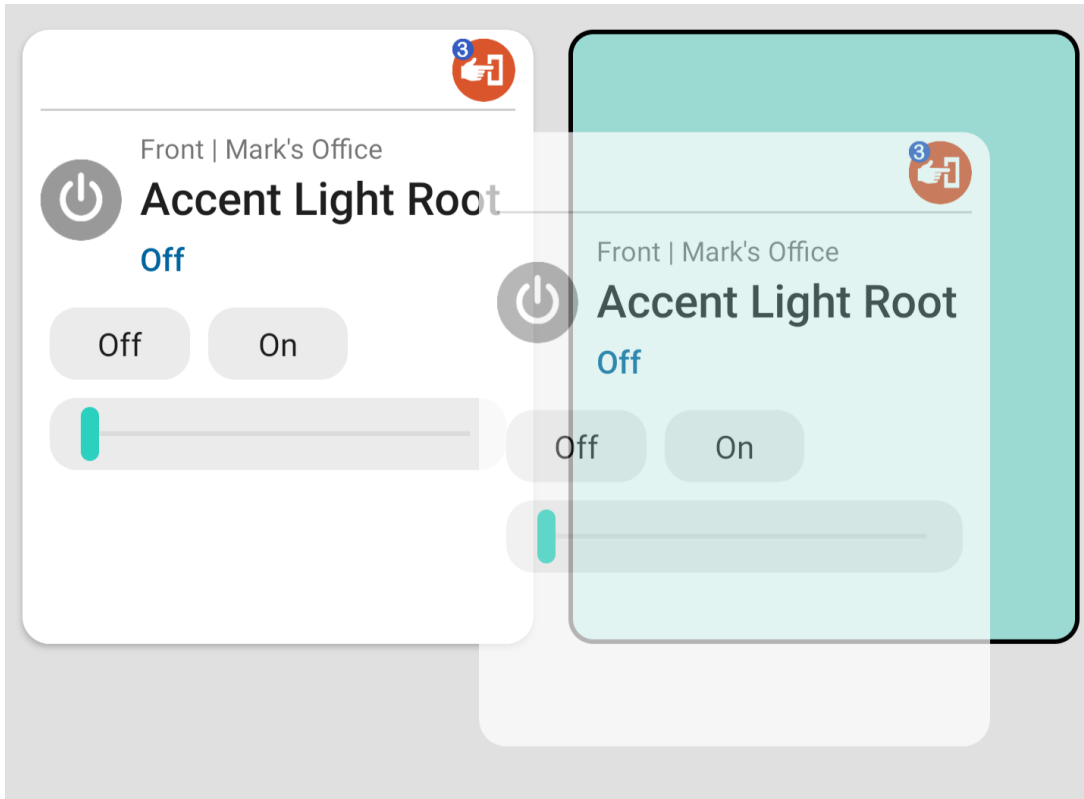 3
Front | Mark's Office
Accent Light Root
Off
Off On
3
Front | Mark's Office
Accent Light Root
Off
Off On